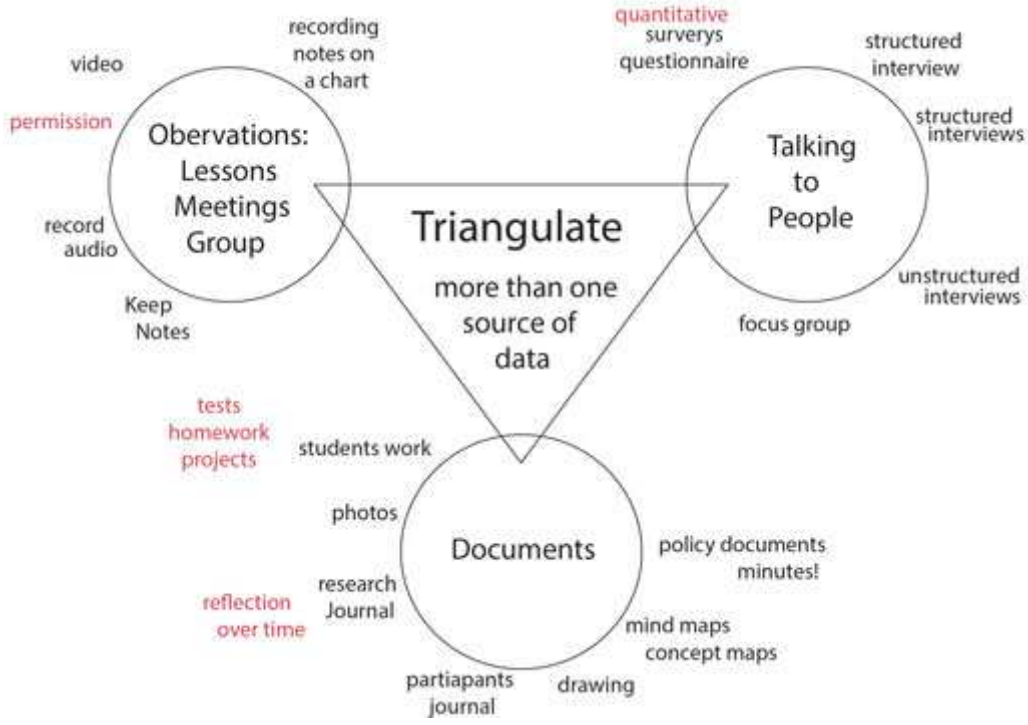 recording
notes on
a chart
video
permission
Obervations:
Lessons
Meetings
Group
record
audio
Keep
Notes
quantitative
surverys
questionnaire
structured
interview
structured
interviews
Talking
to
People
unstructured
interviews
focus group
Triangulate
more than one
source of
data
tests
homework
projects
students work
photos
Documents
research
Journal
reflection
over time
partiapants
journal
drawing
mind maps
concept maps
policy documents
minutes!